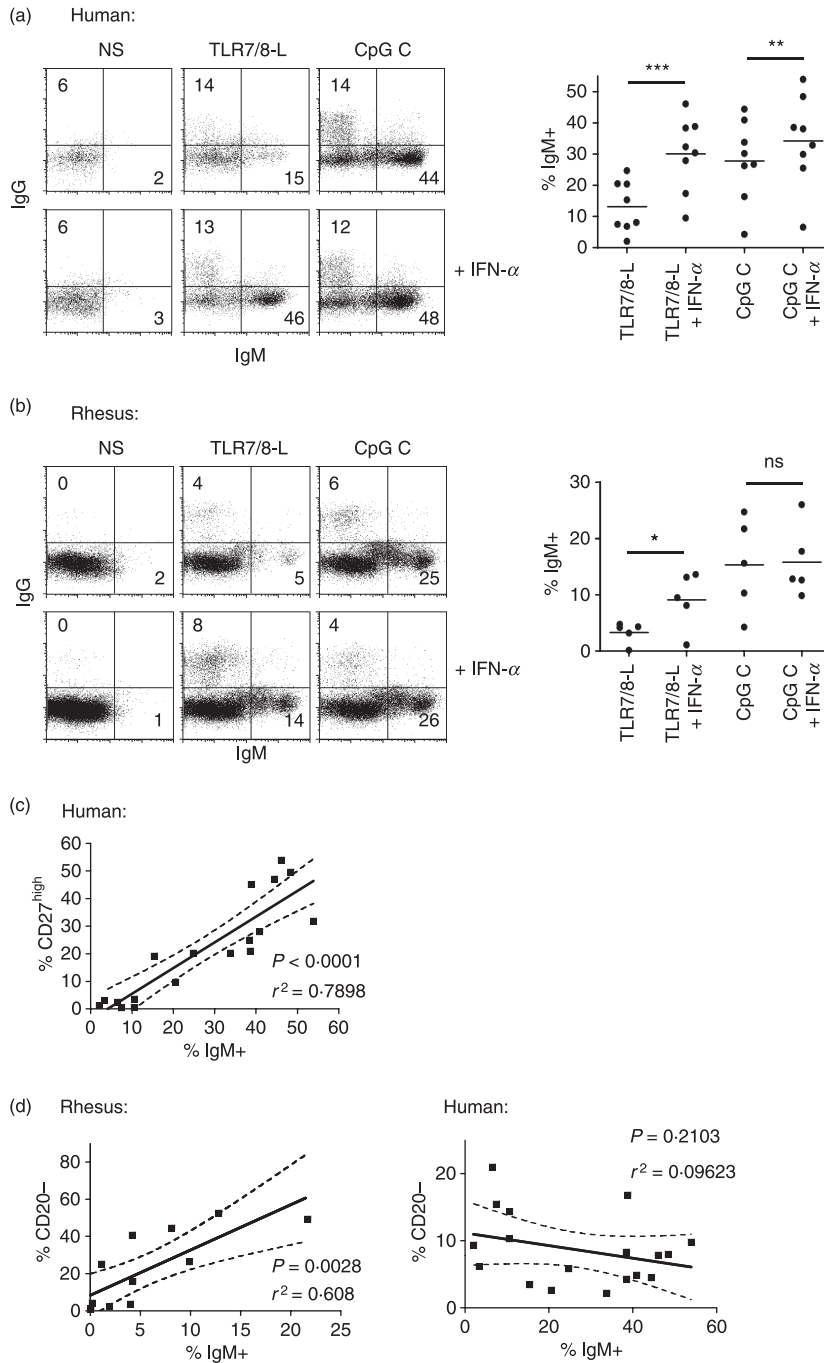 (a) Human:
NS TLR7/8-L CpG C
6 14 14
2 15 44
6 13 12
3 46 48
IgG
IgM
+ IFN-α
*** **
% IgM+
50
40
30
20
10
0
TLR7/8-L
TLR7/8-L
+ IFN-α
CpG C
CpG C
+ IFN-α
(b) Rhesus:
NS TLR7/8-L CpG C
0 4 6
2 5 25
0 8 4
1 14 26
IgG
IgM
+ IFN-α
* ns
% IgM+
30
20
10
0
TLR7/8-L
TLR7/8-L
+ IFN-α
CpG C
CpG C
+ IFN-α
(c) Human:
% CD27high
60
50
40
30
20
10
0
P < 0·0001
r² = 0·7898
0 10 20 30 40 50 60
% IgM+
(d) Rhesus:
% CD20–
80
60
40
20
0
P = 0·0028
r² = 0·608
0 5 10 15 20 25
% IgM+
Human:
% CD20–
20
10
0
P = 0·2103
r² = 0·09623
0 20 40 60
% IgM+